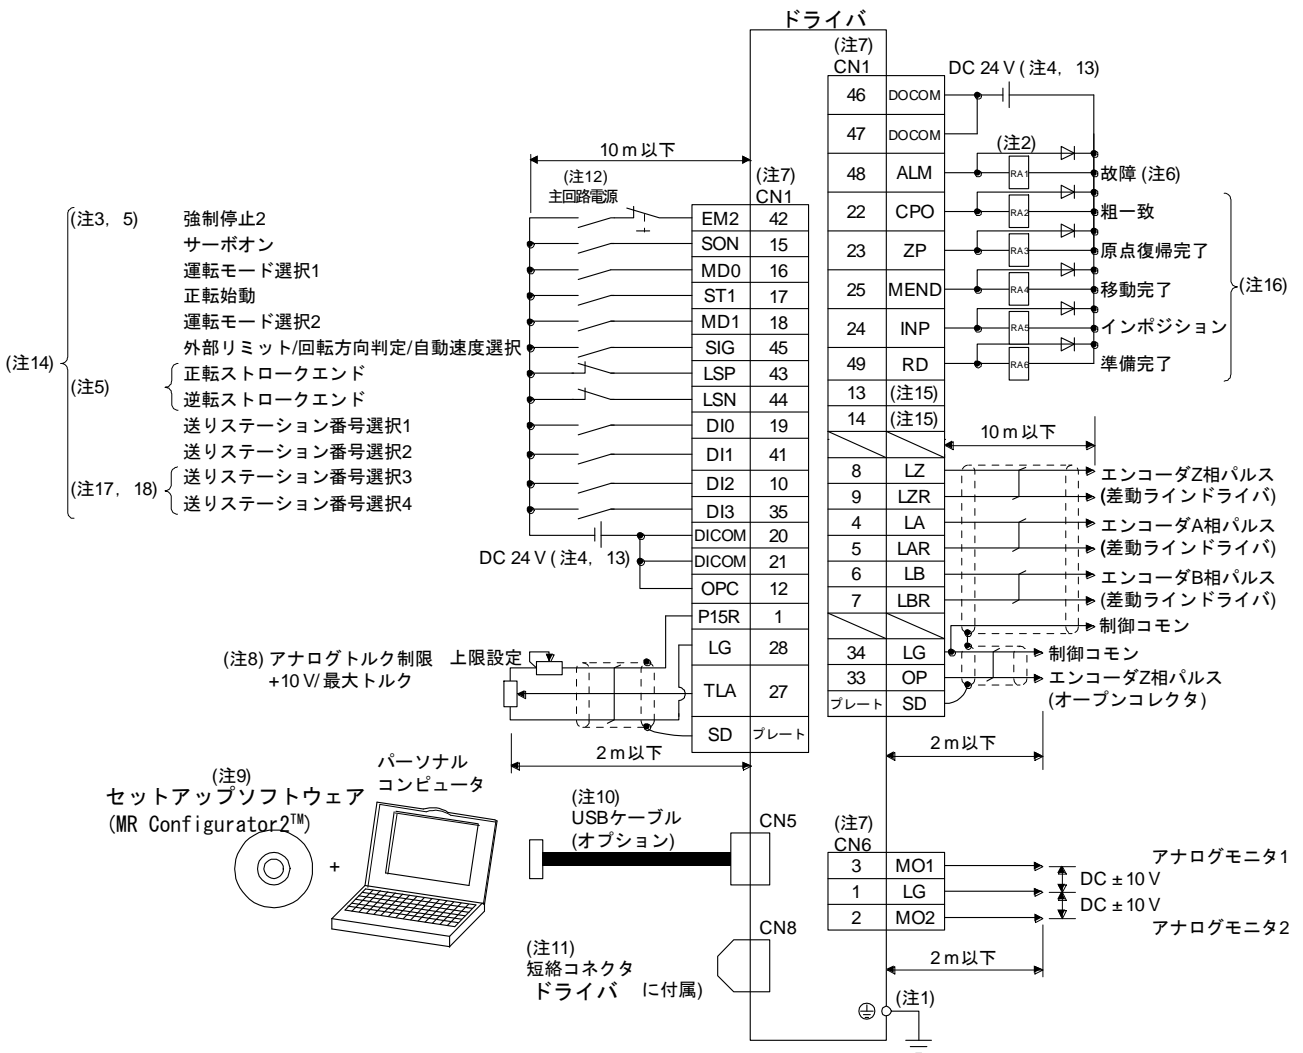 ドライバ
(注7)
CN1
DC 24 V ( 注4, 13)
46 DOCOM
47 DOCOM
(注2)
48 ALM RA1 故障 (注6)
22 CPO RA2 粗一致
23 ZP RA3 原点復帰完了
25 MEND RA4 移動完了
24 INP RA5 インポジション
49 RD RA6 準備完了
(注16)
13 (注15)
14 (注15)
10 m 以下
8 LZ エンコーダZ相パルス
9 LZR (差動ラインドライバ)
4 LA エンコーダA相パルス
5 LAR (差動ラインドライバ)
6 LB エンコーダB相パルス
7 LBR (差動ラインドライバ)
制御コモン
34 LG 制御コモン
33 OP エンコーダZ相パルス
(オープンコレクタ)
プレート SD
2 m 以下
10 m 以下
(注12)
主回路電源
(注7)
CN1
(注14)
(注3, 5) 強制停止2 EM2 42
サーボオン SON 15
運転モード選択1 MD0 16
正転始動 ST1 17
運転モード選択2 MD1 18
外部リミット/回転方向判定/自動速度選択 SIG 45
(注5)
正転ストロークエンド LSP 43
逆転ストロークエンド LSN 44
送りステーション番号選択1 DI0 19
送りステーション番号選択2 DI1 41
(注17, 18)
送りステーション番号選択3 DI2 10
送りステーション番号選択4 DI3 35
DICOM 20
DC 24 V ( 注4, 13) DICOM 21
OPC 12
P15R 1
LG 28
(注8) アナログトルク制限 上限設定
+10 V/ 最大トルク
TLA 27
SD プレート
2 m 以下
(注9)
セットアップソフトウェア
(MR Configurator2™)
+
パーソナル
コンピュータ
(注10)
USBケーブル
(オプション)
CN5
(注11)
短絡コネクタ
ドライバ に付属)
CN8
(注7)
CN6
3 MO1 アナログモニタ1
DC ± 10 V
1 LG
DC ± 10 V
2 MO2 アナログモニタ2
2 m 以下
(注1)